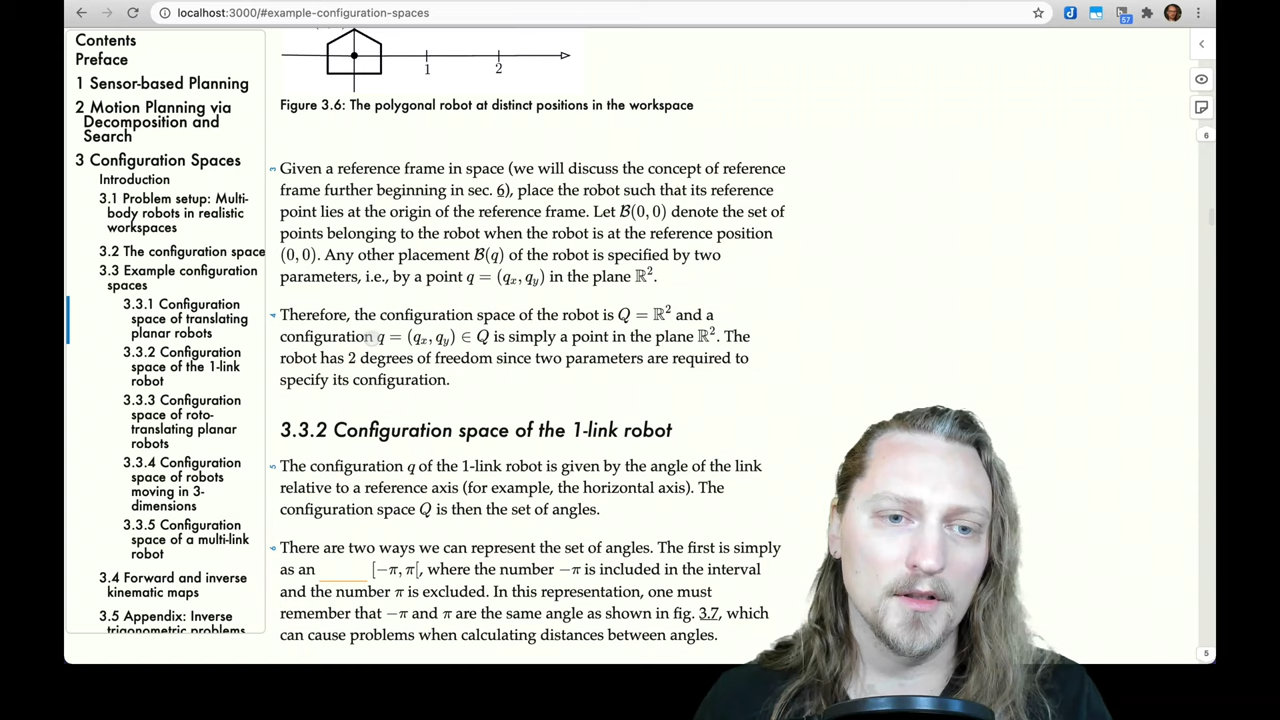 localhost:3000/#example-configuration-spaces
57
Contents
Preface
1 Sensor-based Planning
2 Motion Planning via
Decomposition and
Search
3 Configuration Spaces
Introduction
3.1 Problem setup: Multi-
body robots in realistic
workspaces
3.2 The configuration space
3.3 Example configuration
spaces
3.3.1 Configuration
space of translating
planar robots
3.3.2 Configuration
space of the 1-link
robot
3.3.3 Configuration
space of roto-
translating planar
robots
3.3.4 Configuration
space of robots
moving in 3-
dimensions
3.3.5 Configuration
space of a multi-link
robot
3.4 Forward and inverse
kinematic maps
3.5 Appendix: Inverse
trigonometric problems
1 2
Figure 3.6: The polygonal robot at distinct positions in the workspace
3 Given a reference frame in space (we will discuss the concept of reference
frame further beginning in sec. 6), place the robot such that its reference
point lies at the origin of the reference frame. Let ℬ(0, 0) denote the set of
points belonging to the robot when the robot is at the reference position
(0, 0). Any other placement ℬ(q) of the robot is specified by two
parameters, i.e., by a point q = (qₓ, q_y) in the plane ℝ².
4 Therefore, the configuration space of the robot is Q = ℝ² and a
configuration q = (qₓ, q_y) ∈ Q is simply a point in the plane ℝ². The
robot has 2 degrees of freedom since two parameters are required to
specify its configuration.
3.3.2 Configuration space of the 1-link robot
5 The configuration q of the 1-link robot is given by the angle of the link
relative to a reference axis (for example, the horizontal axis). The
configuration space Q is then the set of angles.
6 There are two ways we can represent the set of angles. The first is simply
as an [−π, π[, where the number −π is included in the interval
and the number π is excluded. In this representation, one must
remember that −π and π are the same angle as shown in fig. 3.7, which
can cause problems when calculating distances between angles.
6
5